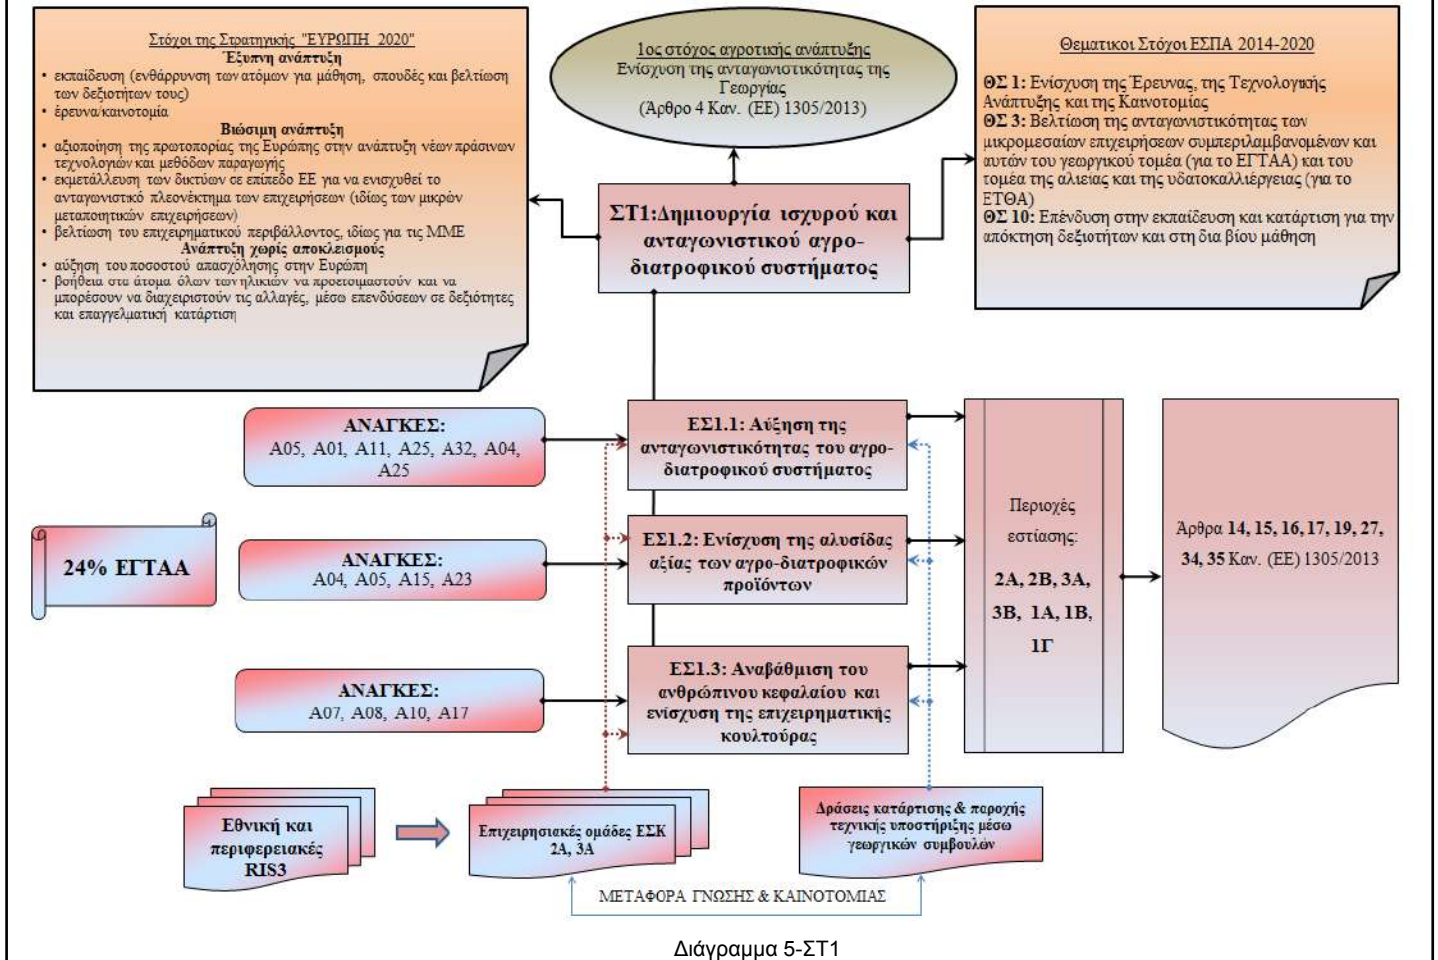 Στόχοι της Στρατηγικής "ΕΥΡΩΠΗ 2020"
Έξυπνη ανάπτυξη
• εκπαίδευση (ενθάρρυνση των ατόμων για μάθηση, σπουδές και βελτίωση
των δεξιοτήτων τους)
• έρευνα/καινοτομία
Βιώσιμη ανάπτυξη
• αξιοποίηση της πρωτοπορίας της Ευρώπης στην ανάπτυξη νέων πράσινων
τεχνολογιών και μεθόδων παραγωγής
• εκμετάλλευση των δικτύων σε επίπεδο ΕΕ για να ενισχυθεί το
ανταγωνιστικό πλεονέκτημα των επιχειρήσεων (ιδίως των μικρών
μεταποιητικών επιχειρήσεων)
• βελτίωση του επιχειρηματικού περιβάλλοντος, ιδίως για τις ΜΜΕ
Ανάπτυξη χωρίς αποκλεισμούς
• αύξηση του ποσοστού απασχόλησης στην Ευρώπη
• βοήθεια στα άτομα όλων των ηλικιών να προετοιμαστούν και να
μπορέσουν να διαχειριστούν τις αλλαγές, μέσω επενδύσεων σε δεξιότητες
και επαγγελματική κατάρτιση
1ος στόχος αγροτικής ανάπτυξης
Ενίσχυση της ανταγωνιστικότητας της
Γεωργίας
(Άρθρο 4 Καν. (ΕΕ) 1305/2013)
Θεματικοι Στόχοι ΕΣΠΑ 2014-2020
ΘΣ 1: Ενίσχυση της Έρευνας, της Τεχνολογικής
Ανάπτυξης και της Καινοτομίας
ΘΣ 3: Βελτίωση της ανταγωνιστικότητας των
μικρομεσαίων επιχειρήσεων συμπεριλαμβανομένων και
αυτών του γεωργικού τομέα (για το ΕΓΤΑΑ) και του
τομέα της αλιείας και της υδατοκαλλιέργειας (για το
ΕΤΘΑ)
ΘΣ 10: Επένδυση στην εκπαίδευση και κατάρτιση για την
απόκτηση δεξιοτήτων και στη δια βίου μάθηση
ΣΤ1:Δημιουργία ισχυρού και
ανταγωνιστικού αγρο-
διατροφικού συστήματος
ΑΝΑΓΚΕΣ:
Α05, Α01, Α11, Α25, Α32, Α04,
Α25
ΕΣ1.1: Αύξηση της
ανταγωνιστικότητας του αγρο-
διατροφικού συστήματος
24% ΕΓΤΑΑ
ΑΝΑΓΚΕΣ:
Α04, Α05, Α15, Α23
ΕΣ1.2: Ενίσχυση της αλυσίδας
αξίας των αγρο-διατροφικών
προϊόντων
ΑΝΑΓΚΕΣ:
Α07, Α08, Α10, Α17
ΕΣ1.3: Αναβάθμιση του
ανθρώπινου κεφαλαίου και
ενίσχυση της επιχειρηματικής
κουλτούρας
Περιοχές
εστίασης:
2Α, 2Β, 3Α,
3Β, 1Α, 1Β,
1Γ
Άρθρα 14, 15, 16, 17, 19, 27,
34, 35 Καν. (ΕΕ) 1305/2013
Εθνική και
περιφερειακές
RIS3
Επιχειρησιακές ομάδες ΕΣΚ
2Α, 3Α
Δράσεις κατάρτισης & παροχής
τεχνικής υποστήριξης μέσω
γεωργικών συμβουλών
ΜΕΤΑΦΟΡΑ ΓΝΩΣΗΣ & ΚΑΙΝΟΤΟΜΙΑΣ
Διάγραμμα 5-ΣΤ1